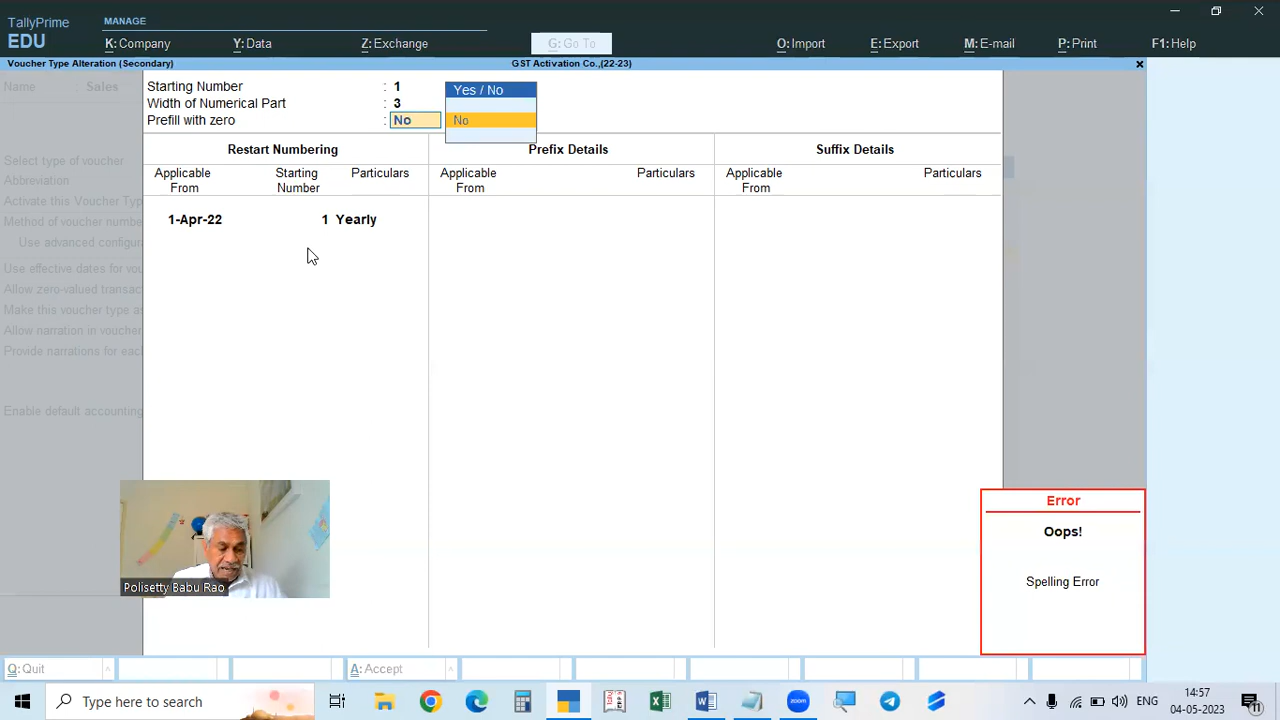 TallyPrime
EDU
MANAGE
K: Company
Y: Data
Z: Exchange
G: Go To
O: Import
E: Export
M: E-mail
P: Print
F1: Help
Voucher Type Alteration (Secondary)
GST Activation Co.,(22-23)
Name
Sales
Starting Number : 1
Width of Numerical Part : 3
Prefill with zero : No
Yes / No
No
Restart Numbering
Prefix Details
Suffix Details
Applicable From
Starting Number
Particulars
Applicable From
Particulars
Applicable From
Particulars
1-Apr-22 1 Yearly
Select type of voucher
Abbreviation
Activate this Voucher Typ
Method of voucher numbe
Use advanced configura
Use effective dates for vou
Allow zero-valued transac
Make this voucher type as
Allow narration in voucher
Provide narrations for each
Enable default accounting
Polisetty Babu Rao
Error
Oops!
Spelling Error
Q: Quit
A: Accept
Type here to search
zoom
ENG
14:57
04-05-2023